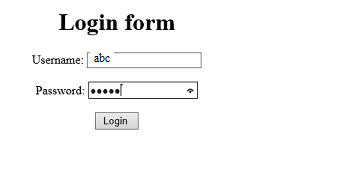 Login form
Username: abc
Password: •••••
Login